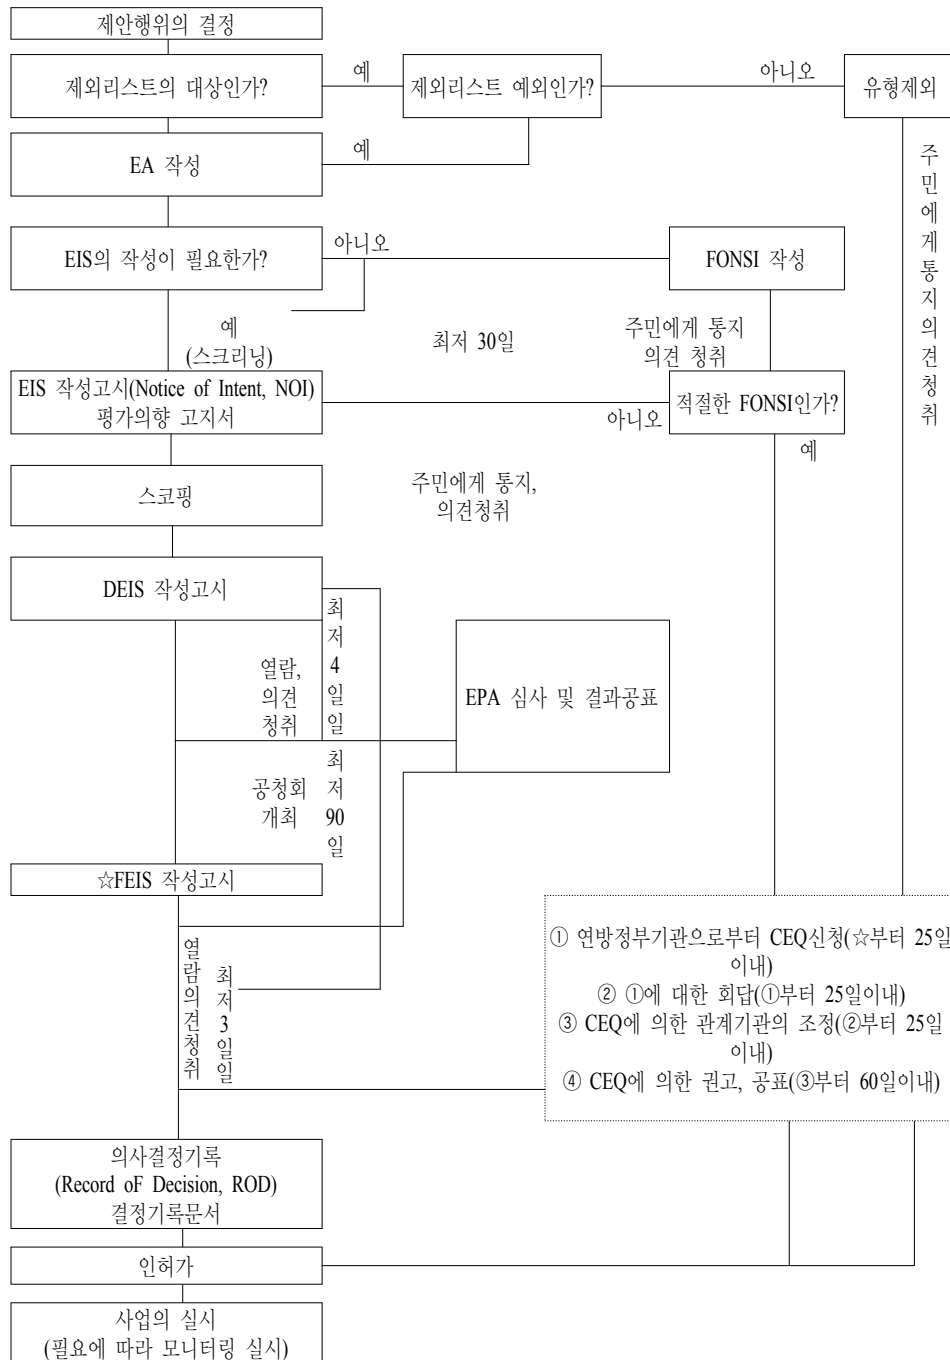 제안행위의 결정
제외리스트의 대상인가?
예
제외리스트 예외인가?
아니오
유형제외
EA 작성
예
주민에게통지의견청취
EIS의 작성이 필요한가?
아니오
FONSI 작성
예
(스크리닝)
최저 30일
주민에게 통지
의견 청취
EIS 작성고시(Notice of Intent, NOI)
평가의향 고지서
아니오
적절한 FONSI인가?
예
스코핑
주민에게 통지,
의견청취
DEIS 작성고시
열람,
의견
청취
최저4일일
EPA 심사 및 결과공표
공청회
개최
최저90일
☆FEIS 작성고시
열람의견청취
최저3일일
① 연방정부기관으로부터 CEQ신청(☆부터 25일
이내)
② ①에 대한 회답(①부터 25일이내)
③ CEQ에 의한 관계기관의 조정(②부터 25일
이내)
④ CEQ에 의한 권고, 공표(③부터 60일이내)
의사결정기록
(Record oF Decision, ROD)
결정기록문서
인허가
사업의 실시
(필요에 따라 모니터링 실시)